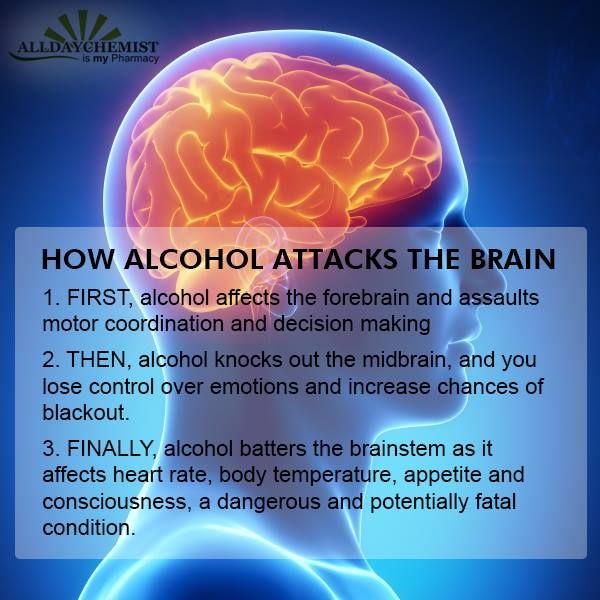 ALLDAYCHEMIST
is my Pharmacy
HOW ALCOHOL ATTACKS THE BRAIN
1. FIRST, alcohol affects the forebrain and assaults
motor coordination and decision making
2. THEN, alcohol knocks out the midbrain, and you
lose control over emotions and increase chances of
blackout.
3. FINALLY, alcohol batters the brainstem as it
affects heart rate, body temperature, appetite and
consciousness, a dangerous and potentially fatal
condition.